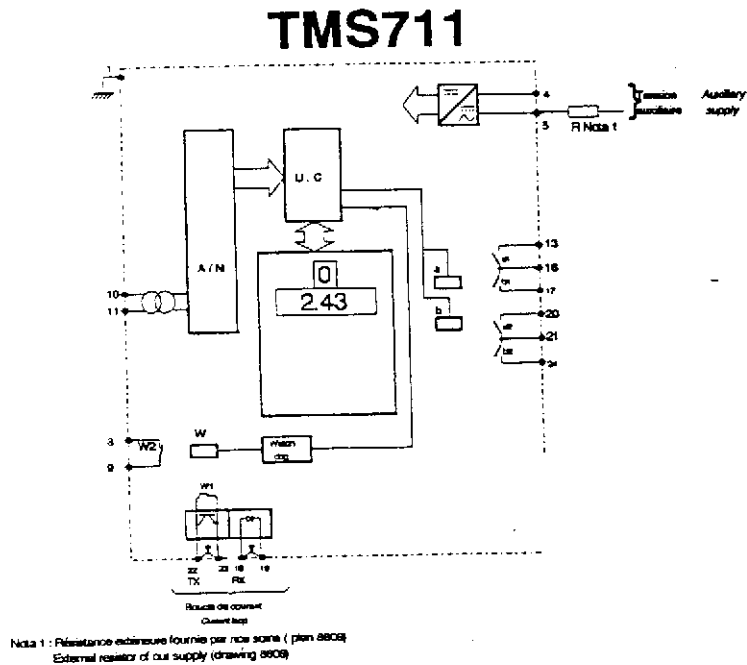 TMS711
1
4
Tension Auxiliary
5
auxiliaire supply
R Nota 1
U.C
A/N
13
a
16
10
0
17
11
2.43
b
20
21
24
8
W2
W
Watch
dog
9
W1
22 23 18 19
TX RX
Boucle de courant
Current loop
Nota 1 : Résistance extérieure fournie par nos soins ( plan 8609)
External resistor of our supply (drawing 8609)